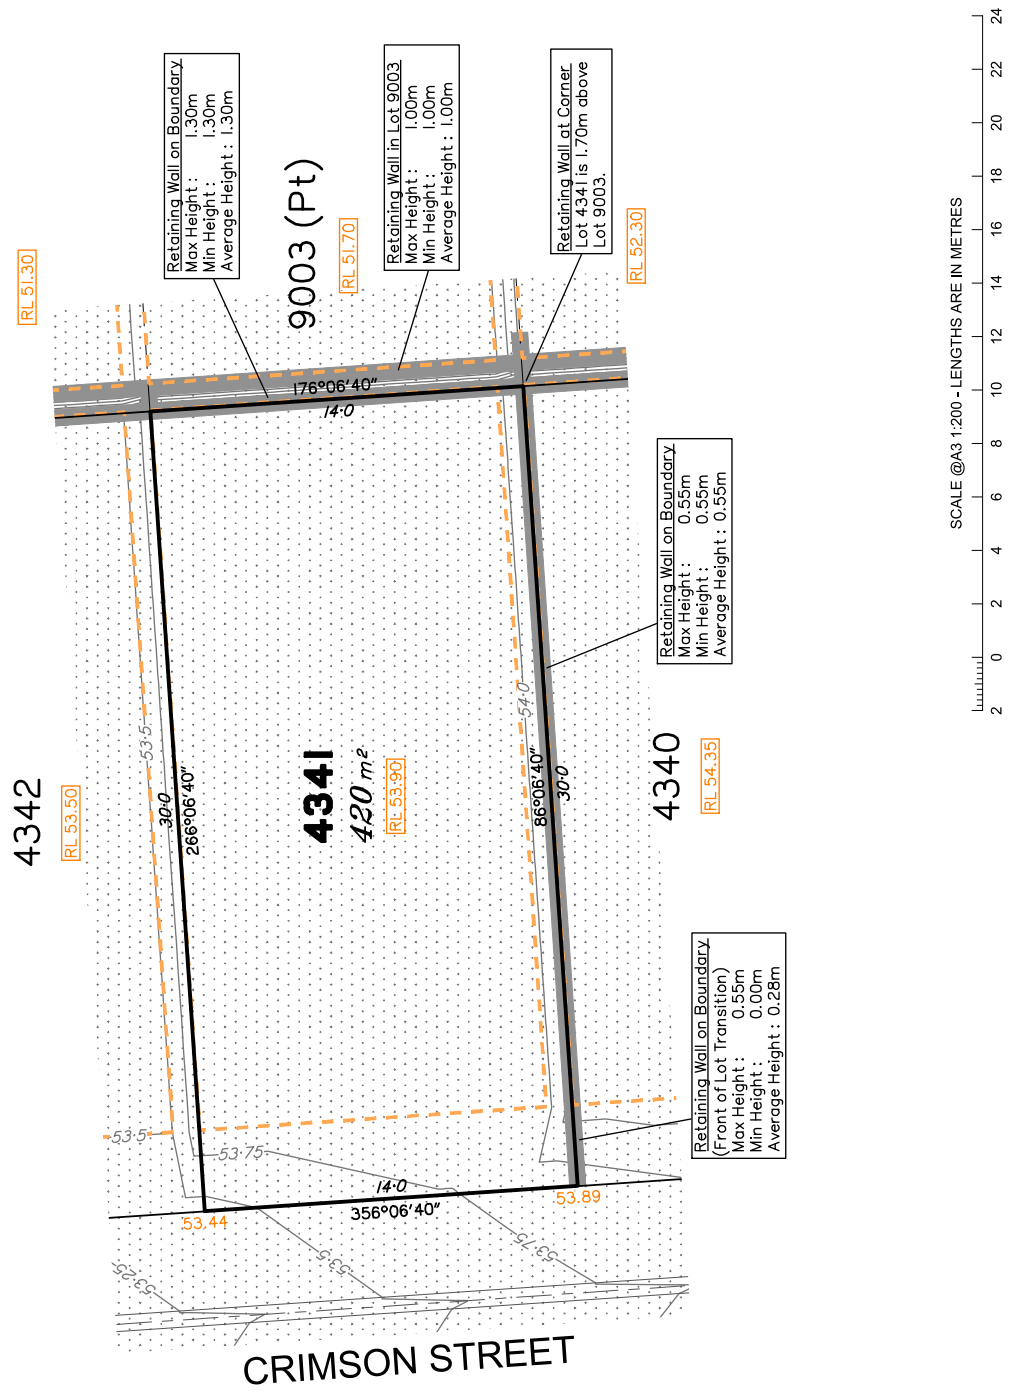 RL 51.30
Retaining Wall on Boundary
Max Height : 1.30m
Min Height : 1.30m
Average Height : 1.30m
9003 (Pt)
RL 51.70
Retaining Wall in Lot 9003
Max Height : 1.00m
Min Height : 1.00m
Average Height : 1.00m
Retaining Wall at Corner
Lot 4341 is 1.70m above
Lot 9003.
RL 52.30
176°06'40"
14·0
4342
RL 53.50
53·5
30·0
266°06'40"
4341
420 m²
RL 53.90
54·0
86°06'40"
30·0
4340
RL 54.35
Retaining Wall on Boundary
Max Height : 0.55m
Min Height : 0.55m
Average Height : 0.55m
Retaining Wall on Boundary
(Front of Lot Transition)
Max Height : 0.55m
Min Height : 0.00m
Average Height : 0.28m
53·5
53·75
14·0
356°06'40"
53.44
53.89
53·25
53·5
53·75
CRIMSON STREET
SCALE @A3 1:200 - LENGTHS ARE IN METRES
2 0 2 4 6 8 10 12 14 16 18 20 22 24